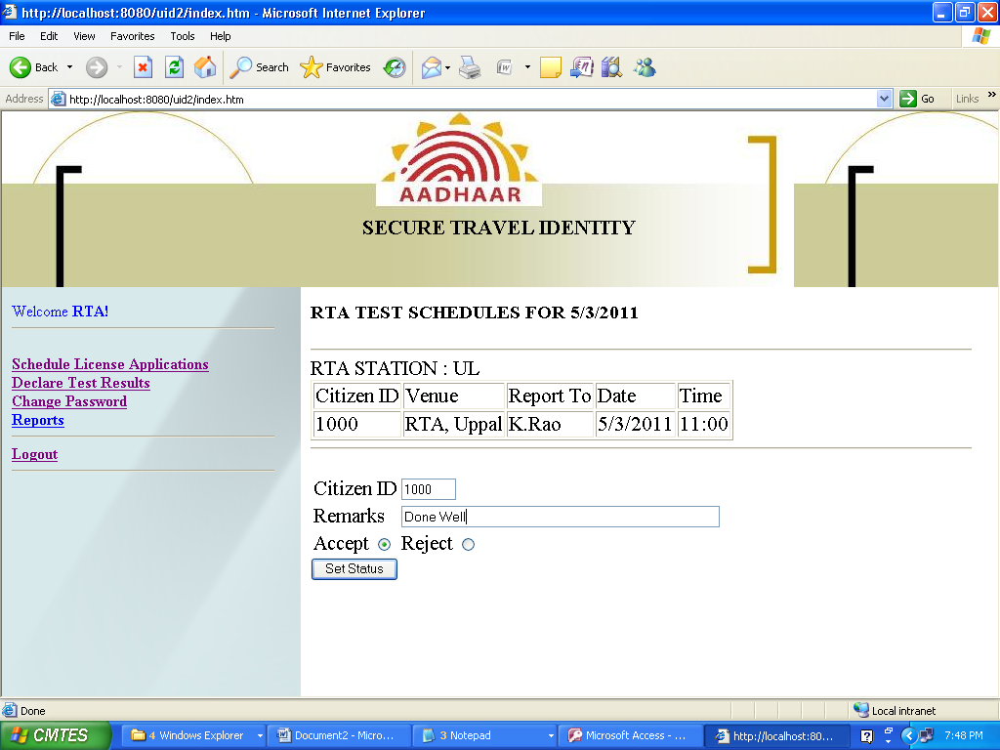 http://localhost:8080/uid2/index.htm - Microsoft Internet Explorer
File Edit View Favorites Tools Help
Back Search Favorites
Address http://localhost:8080/uid2/index.htm Go Links »
AADHAAR
SECURE TRAVEL IDENTITY
Welcome RTA!
Schedule License Applications
Declare Test Results
Change Password
Reports
Logout
RTA TEST SCHEDULES FOR 5/3/2011
RTA STATION : UL
Citizen ID Venue Report To Date Time
1000 RTA, Uppal K.Rao 5/3/2011 11:00
Citizen ID 1000
Remarks Done Well
Accept Reject
Set Status
Done Local intranet
CMTES 4 Windows Explorer Document2 - Micro... 3 Notepad Microsoft Access - ... http://localhost:80... 7:48 PM